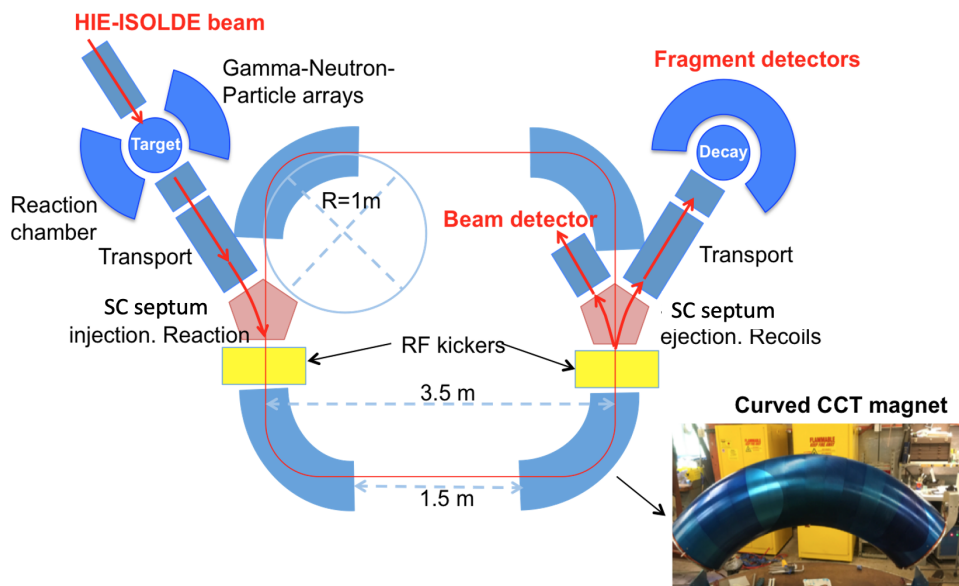 HIE-ISOLDE beam
Gamma-Neutron-
Particle arrays
Fragment detectors
Target
Decay
Reaction
chamber
R=1m
Beam detector
Transport
Transport
SC septum
injection. Reaction
SC septum
ejection. Recoils
RF kickers
3.5 m
Curved CCT magnet
1.5 m
FLAMMABLE